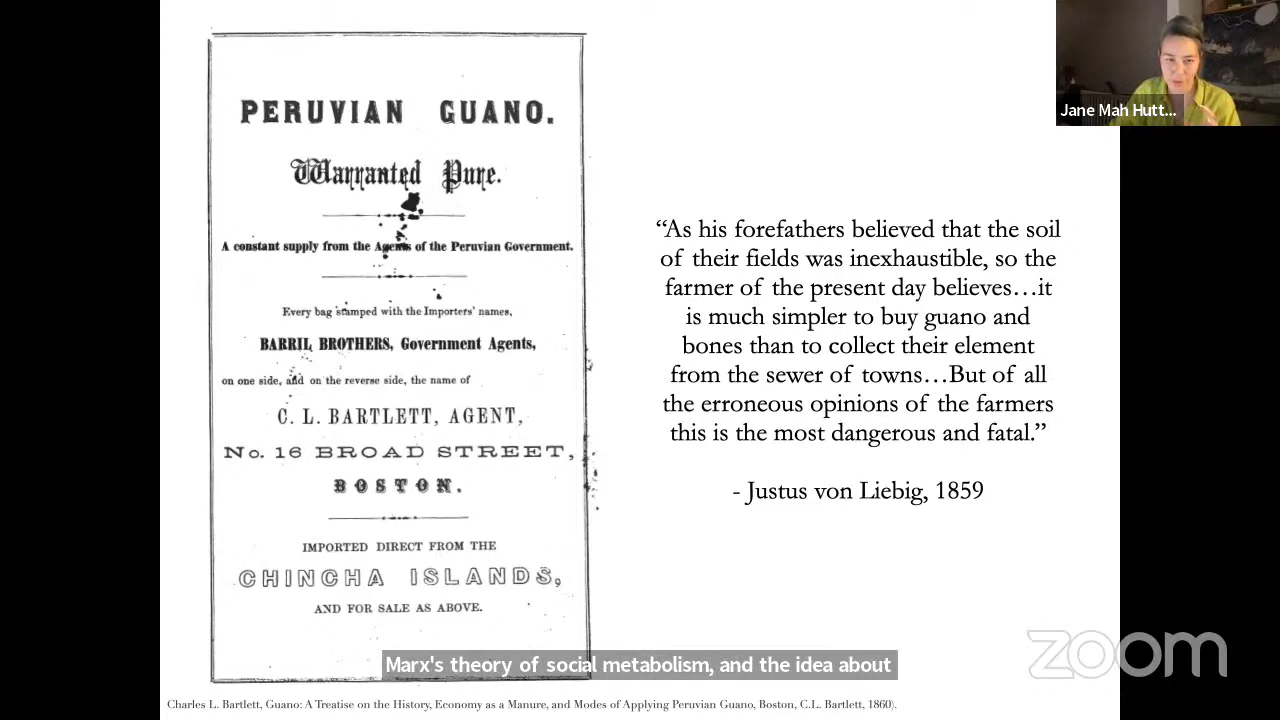 PERUVIAN GUANO.
Warranted Pure.
A constant supply from the Agents of the Peruvian Government.
Every bag stamped with the Importers' names,
BARRIL BROTHERS, Government Agents,
on one side, and on the reverse side, the name of
C. L. BARTLETT, AGENT,
No. 16 BROAD STREET,
BOSTON.
IMPORTED DIRECT FROM THE
CHINCHA ISLANDS,
AND FOR SALE AS ABOVE.
“As his forefathers believed that the soil
of their fields was inexhaustible, so the
farmer of the present day believes…it
is much simpler to buy guano and
bones than to collect their element
from the sewer of towns…But of all
the erroneous opinions of the farmers
this is the most dangerous and fatal.”
- Justus von Liebig, 1859
Jane Mah Hutt...
Marx's theory of social metabolism, and the idea about
zoom
Charles L. Bartlett, Guano: A Treatise on the History, Economy as a Manure, and Modes of Applying Peruvian Guano, Boston, C.L. Bartlett, 1860).